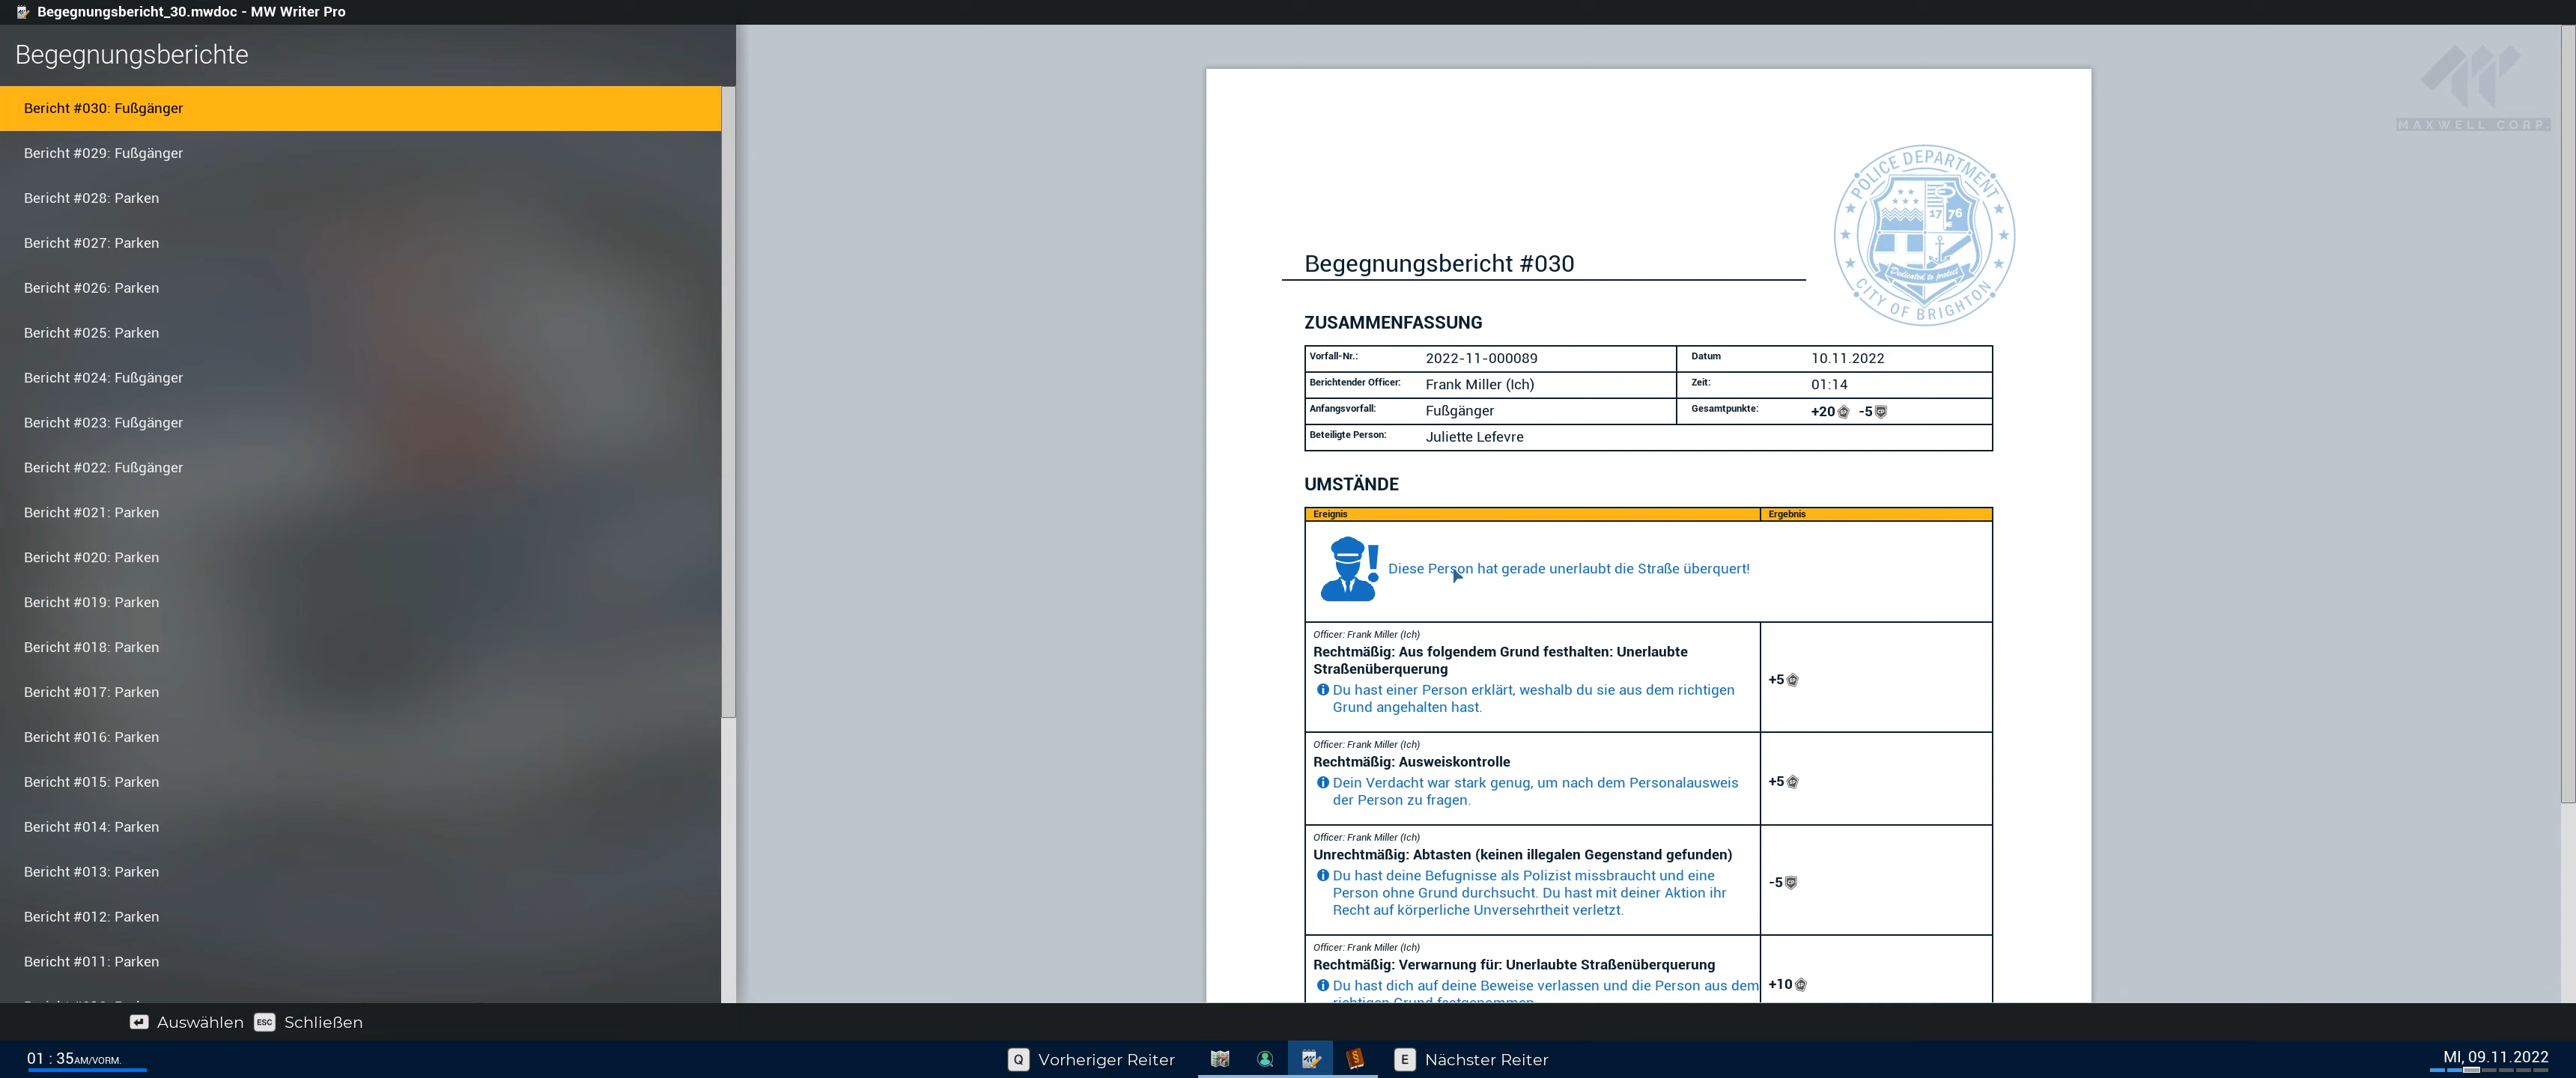 Begegnungsbericht_30.mwdoc - MW Writer Pro
Begegnungsberichte
Bericht #030: Fußgänger
Bericht #029: Fußgänger
Bericht #028: Parken
Bericht #027: Parken
Bericht #026: Parken
Bericht #025: Parken
Bericht #024: Fußgänger
Bericht #023: Fußgänger
Bericht #022: Fußgänger
Bericht #021: Parken
Bericht #020: Parken
Bericht #019: Parken
Bericht #018: Parken
Bericht #017: Parken
Bericht #016: Parken
Bericht #015: Parken
Bericht #014: Parken
Bericht #013: Parken
Bericht #012: Parken
Bericht #011: Parken
MAXWELL CORP.
POLICE DEPARTMENT
1776
Dedicated to protect
CITY OF BRIGHTON
Begegnungsbericht #030
ZUSAMMENFASSUNG
Vorfall-Nr.: 2022-11-000089 Datum 10.11.2022
Berichtender Officer: Frank Miller (Ich) Zeit: 01:14
Anfangsvorfall: Fußgänger Gesamtpunkte: +20 -5
Beteiligte Person: Juliette Lefevre
UMSTÄNDE
Ereignis Ergebnis
Diese Person hat gerade unerlaubt die Straße überquert!
Officer: Frank Miller (Ich)
Rechtmäßig: Aus folgendem Grund festhalten: Unerlaubte
Straßenüberquerung
Du hast einer Person erklärt, weshalb du sie aus dem richtigen
Grund angehalten hast.
+5
Officer: Frank Miller (Ich)
Rechtmäßig: Ausweiskontrolle
Dein Verdacht war stark genug, um nach dem Personalausweis
der Person zu fragen.
+5
Officer: Frank Miller (Ich)
Unrechtmäßig: Abtasten (keinen illegalen Gegenstand gefunden)
Du hast deine Befugnisse als Polizist missbraucht und eine
Person ohne Grund durchsucht. Du hast mit deiner Aktion ihr
Recht auf körperliche Unversehrtheit verletzt.
-5
Officer: Frank Miller (Ich)
Rechtmäßig: Verwarnung für: Unerlaubte Straßenüberquerung
Du hast dich auf deine Beweise verlassen und die Person aus dem
+10
Auswählen ESC Schließen
01 : 35 AM/VORM.
Q Vorheriger Reiter E Nächster Reiter
MI, 09.11.2022